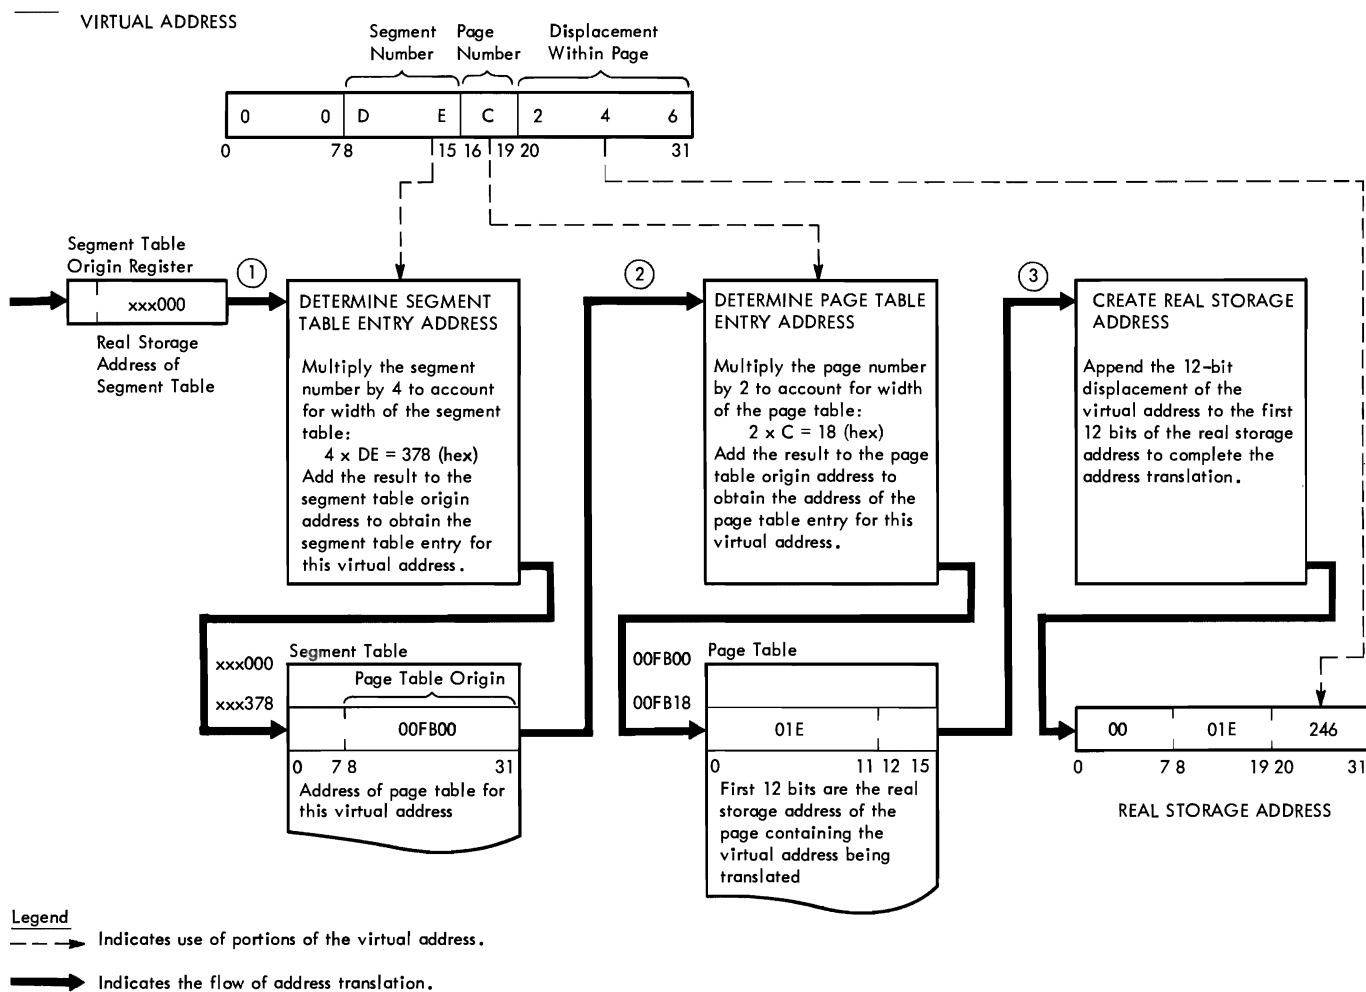 VIRTUAL ADDRESS
Segment Number
Page Number
Displacement Within Page
0 0 D E C 2 4 6
0 7 8 15 16 19 20 31
Segment Table
Origin Register
xxx000
Real Storage
Address of
Segment Table
1
DETERMINE SEGMENT
TABLE ENTRY ADDRESS
Multiply the segment
number by 4 to account
for width of the segment
table:
4 x DE = 378 (hex)
Add the result to the
segment table origin
address to obtain the
segment table entry for
this virtual address.
2
DETERMINE PAGE TABLE
ENTRY ADDRESS
Multiply the page number
by 2 to account for width
of the page table:
2 x C = 18 (hex)
Add the result to the page
table origin address to
obtain the address of the
page table entry for this
virtual address.
3
CREATE REAL STORAGE
ADDRESS
Append the 12-bit
displacement of the
virtual address to the first
12 bits of the real storage
address to complete the
address translation.
Segment Table
xxx000
Page Table Origin
xxx378
00FB00
0 7 8 31
Address of page table for
this virtual address
Page Table
00FB00
00FB18
01E
0 11 12 15
First 12 bits are the real
storage address of the
page containing the
virtual address being
translated
00 01E 246
0 7 8 19 20 31
REAL STORAGE ADDRESS
Legend
Indicates use of portions of the virtual address.
Indicates the flow of address translation.